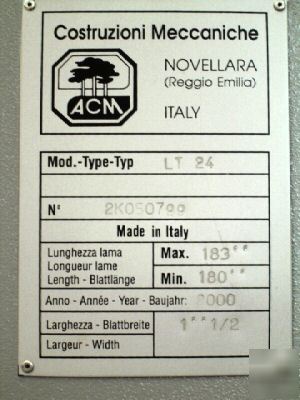 Costruzioni Meccaniche
ACM
NOVELLARA
(Reggio Emilia)
ITALY
Mod.-Type-Typ LT 24
N°
Made in Italy
Lunghezza lama
Longueur lame
Length - Blattlänge
Max. 183"
Min. 180"
Anno - Année - Year - Baujahr: 2000
Larghezza - Blattbreite
Largeur - Width
1" 1/2